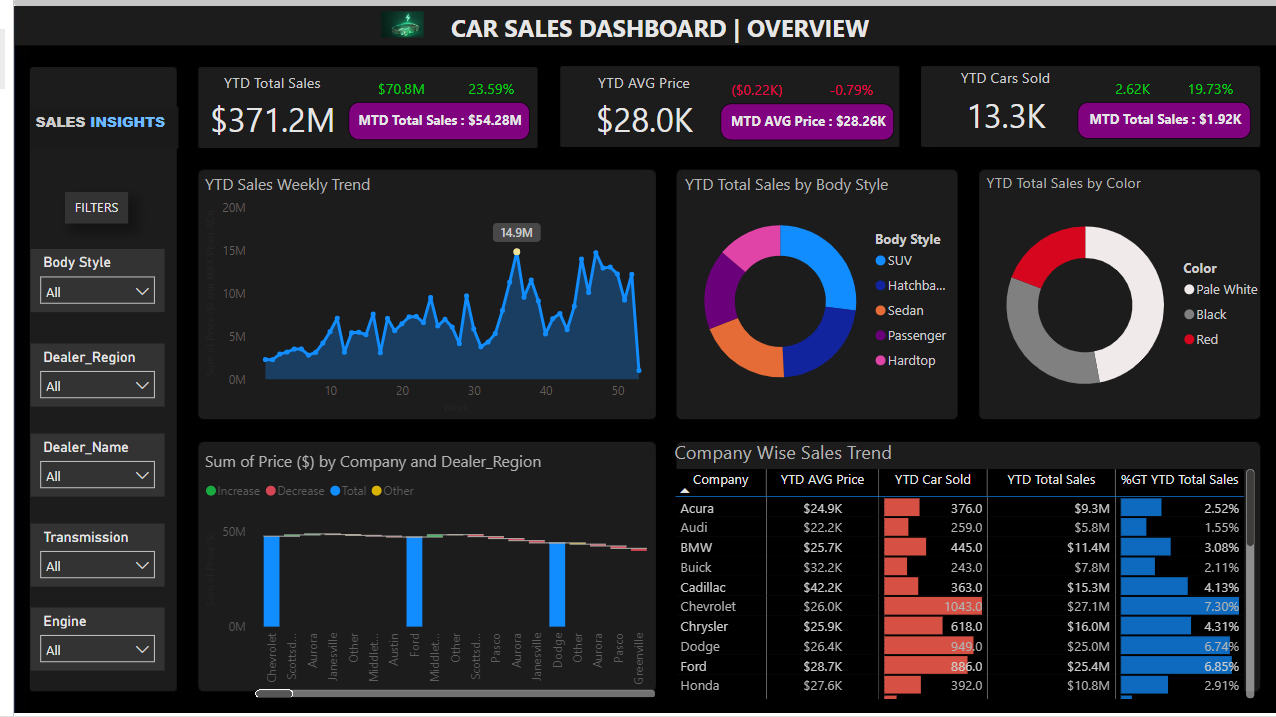 CAR SALES DASHBOARD | OVERVIEW
SALES INSIGHTS
FILTERS
Body Style
All
Dealer_Region
All
Dealer_Name
All
Transmission
All
Engine
All
YTD Total Sales
$70.8M 23.59%
$371.2M
MTD Total Sales : $54.28M
YTD AVG Price
($0.22K) -0.79%
$28.0K
MTD AVG Price : $28.26K
YTD Cars Sold
2.62K 19.73%
13.3K
MTD Total Sales : $1.92K
YTD Sales Weekly Trend
20M
15M
10M
5M
0M
14.9M
10 20 30 40 50
YTD Total Sales by Body Style
Body Style
SUV
Hatchba...
Sedan
Passenger
Hardtop
YTD Total Sales by Color
Color
Pale White
Black
Red
Sum of Price ($) by Company and Dealer_Region
Increase Decrease Total Other
50M
0M
Chevrolet
Scottsd...
Aurora
Janesville
Other
Middlet...
Austin
Ford
Middlet...
Other
Scottsd...
Pasco
Aurora
Janesville
Dodge
Other
Aurora
Pasco
Greenville
Company Wise Sales Trend
Company YTD AVG Price YTD Car Sold YTD Total Sales %GT YTD Total Sales
Acura $24.9K 376.0 $9.3M 2.52%
Audi $22.2K 259.0 $5.8M 1.55%
BMW $25.7K 445.0 $11.4M 3.08%
Buick $32.2K 243.0 $7.8M 2.11%
Cadillac $42.2K 363.0 $15.3M 4.13%
Chevrolet $26.0K 1043.0 $27.1M 7.30%
Chrysler $25.9K 618.0 $16.0M 4.31%
Dodge $26.4K 949.0 $25.0M 6.74%
Ford $28.7K 886.0 $25.4M 6.85%
Honda $27.6K 392.0 $10.8M 2.91%